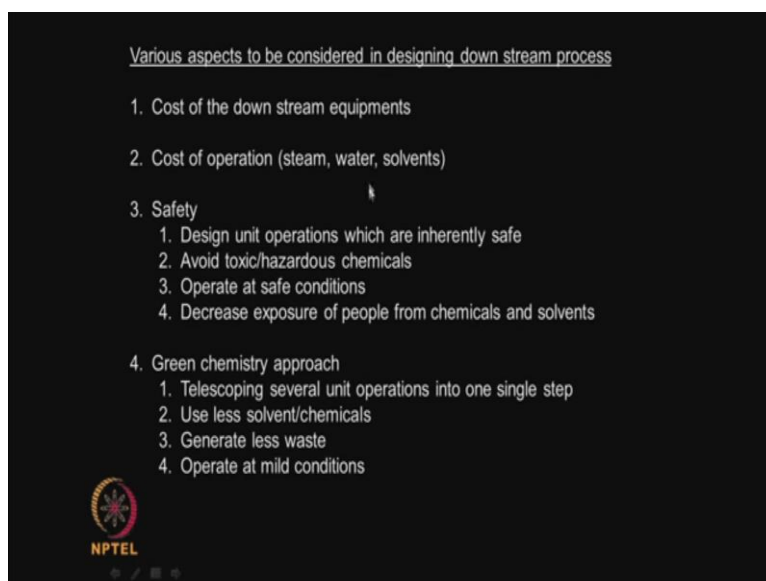 Various aspects to be considered in designing down stream process
1. Cost of the down stream equipments
2. Cost of operation (steam, water, solvents)
3. Safety
1. Design unit operations which are inherently safe
2. Avoid toxic/hazardous chemicals
3. Operate at safe conditions
4. Decrease exposure of people from chemicals and solvents
4. Green chemistry approach
1. Telescoping several unit operations into one single step
2. Use less solvent/chemicals
3. Generate less waste
4. Operate at mild conditions
NPTEL